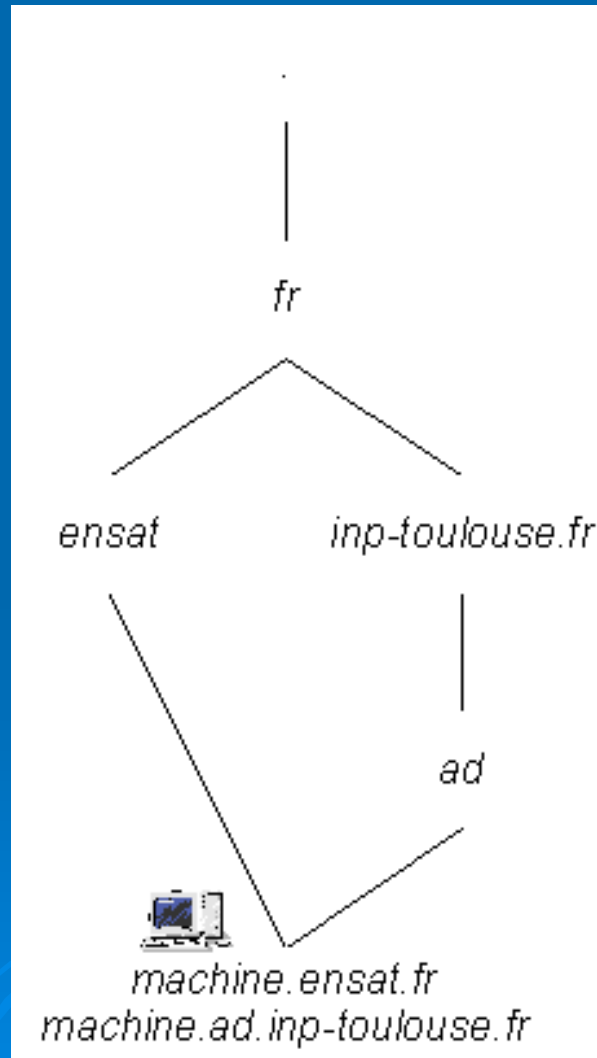 .
fr
ensat inp-toulouse.fr
ad
machine.ensat.fr
machine.ad.inp-toulouse.fr